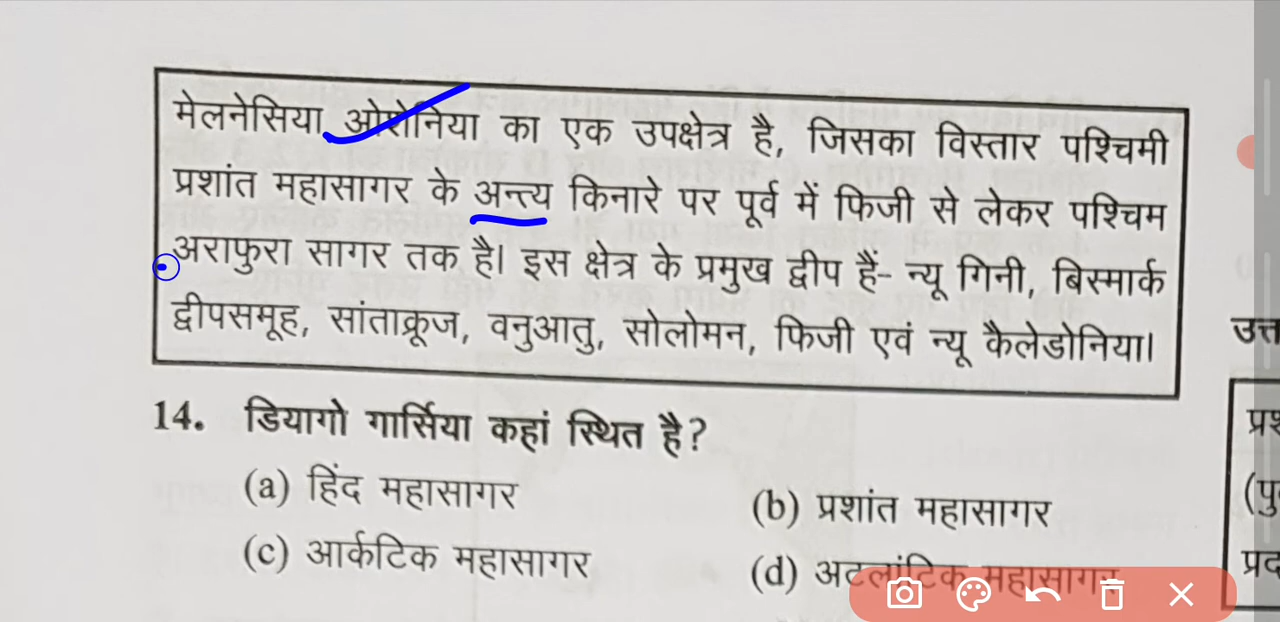 मेलनेसिया ओशेनिया का एक उपक्षेत्र है, जिसका विस्तार पश्चिमी
प्रशांत महासागर के अन्त्य किनारे पर पूर्व में फिजी से लेकर पश्चिम
अराफुरा सागर तक है। इस क्षेत्र के प्रमुख द्वीप हैं- न्यू गिनी, बिस्मार्क
द्वीपसमूह, सांताक्रूज, वनुआतु, सोलोमन, फिजी एवं न्यू कैलेडोनिया।
14. डियागो गार्सिया कहां स्थित है?
(a) हिंद महासागर
(b) प्रशांत महासागर
(c) आर्कटिक महासागर
(d) अटलांटिक महासागर